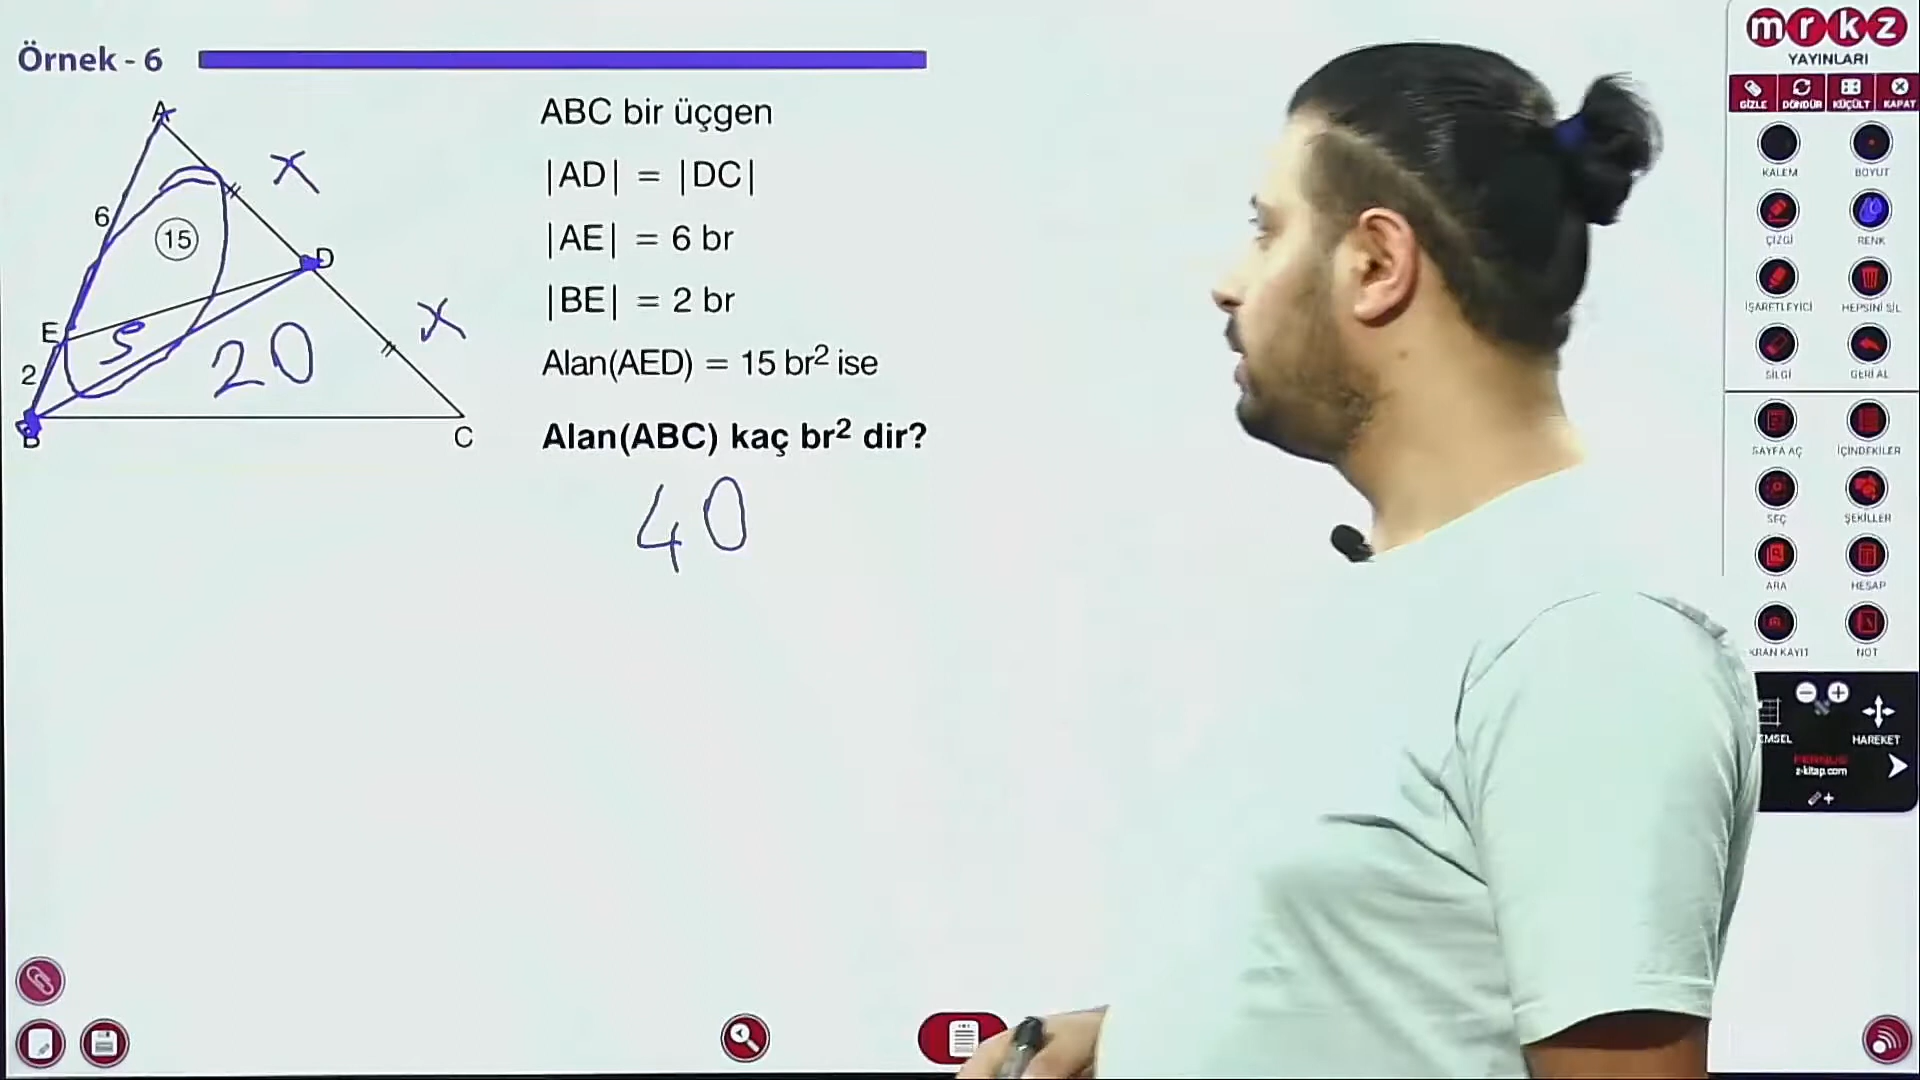 Örnek - 6
A
6
15
x
D
E
5
20
x
2
B
C
ABC bir üçgen
|AD| = |DC|
|AE| = 6 br
|BE| = 2 br
Alan(AED) = 15 br² ise
Alan(ABC) kaç br² dir?
40
mrkz
YAYINLARI
GİZLE DÖNDÜR KÜÇÜLT KAPAT
KALEM BOYUT
ÇİZGİ RENK
İŞARETLEYİCİ HEPSİNİ SİL
SİLGİ GERİ AL
SAYFA AÇ İÇİNDEKİLER
SEÇ ŞEKİLLER
ARA HESAP
KRAN KAYIT NOT
EMSEL HAREKET
FERNUS
z-kitap.com